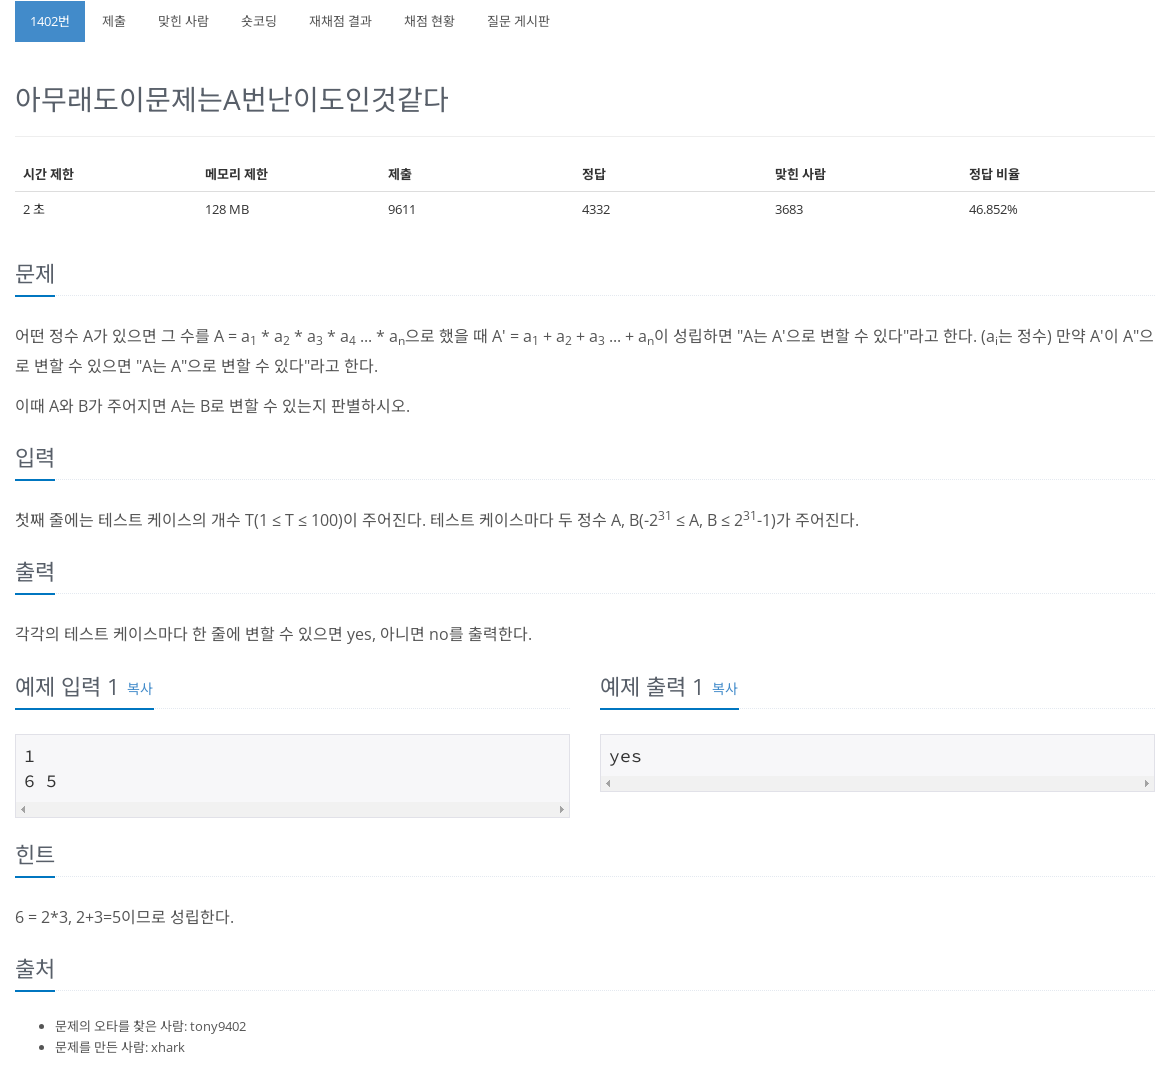 1402번 제출 맞힌 사람 숏코딩 재채점 결과 채점 현황 질문 게시판
아무래도이문제는A번난이도인것같다
시간 제한 메모리 제한 제출 정답 맞힌 사람 정답 비율
2 초 128 MB 9611 4332 3683 46.852%
문제
어떤 정수 A가 있으면 그 수를 A = a1 * a2 * a3 * a4 ... * an으로 했을 때 A' = a1 + a2 + a3 ... + an이 성립하면 "A는 A'으로 변할 수 있다"라고 한다. (ai는 정수) 만약 A'이 A"으
로 변할 수 있으면 "A는 A"으로 변할 수 있다"라고 한다.
이때 A와 B가 주어지면 A는 B로 변할 수 있는지 판별하시오.
입력
첫째 줄에는 테스트 케이스의 개수 T(1 ≤ T ≤ 100)이 주어진다. 테스트 케이스마다 두 정수 A, B(-2^31 ≤ A, B ≤ 2^31-1)가 주어진다.
출력
각각의 테스트 케이스마다 한 줄에 변할 수 있으면 yes, 아니면 no를 출력한다.
예제 입력 1 복사
1
6 5
예제 출력 1 복사
yes
힌트
6 = 2*3, 2+3=5이므로 성립한다.
출처
문제의 오타를 찾은 사람: tony9402
문제를 만든 사람: xhark